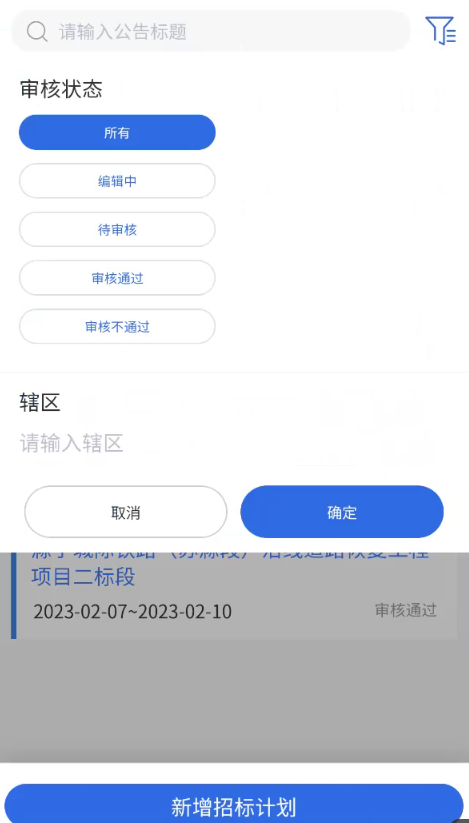 请输入公告标题
审核状态
所有
编辑中
待审核
审核通过
审核不通过
辖区
请输入辖区
取消
确定
项目二标段
2023-02-07~2023-02-10
审核通过
新增招标计划